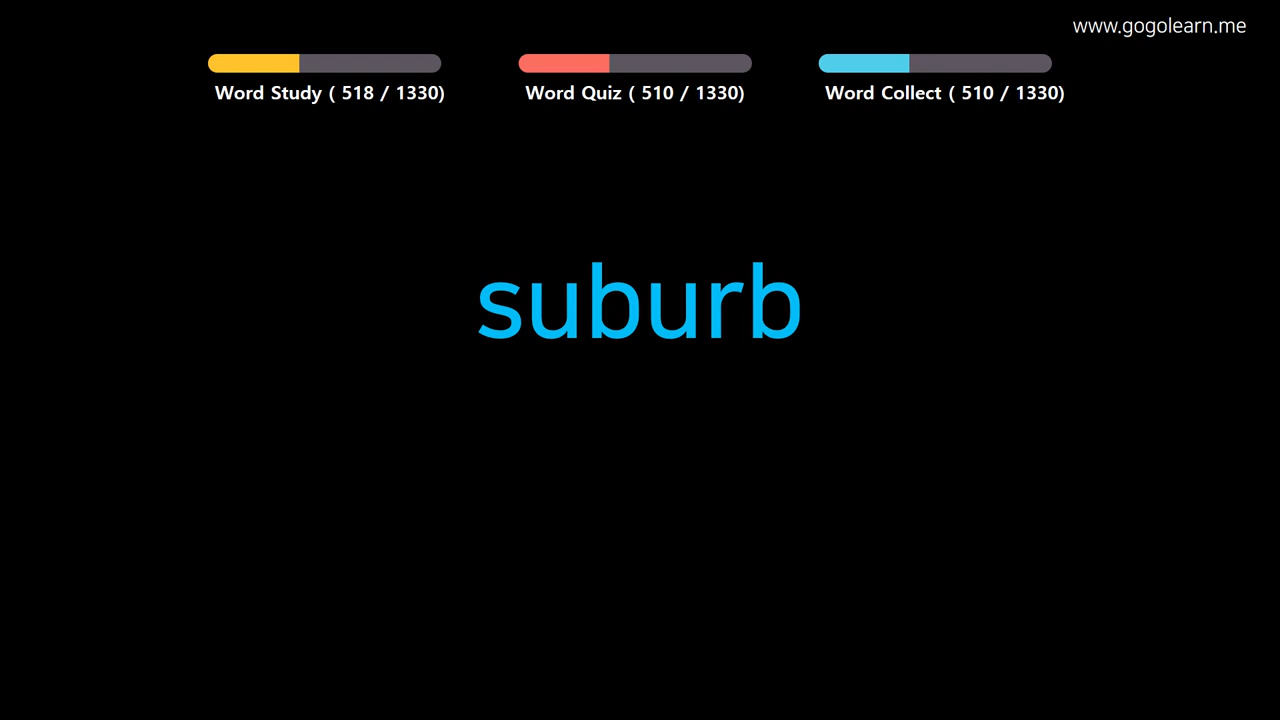 www.gogolearn.me
Word Study ( 518 / 1330)
Word Quiz ( 510 / 1330)
Word Collect ( 510 / 1330)
suburb